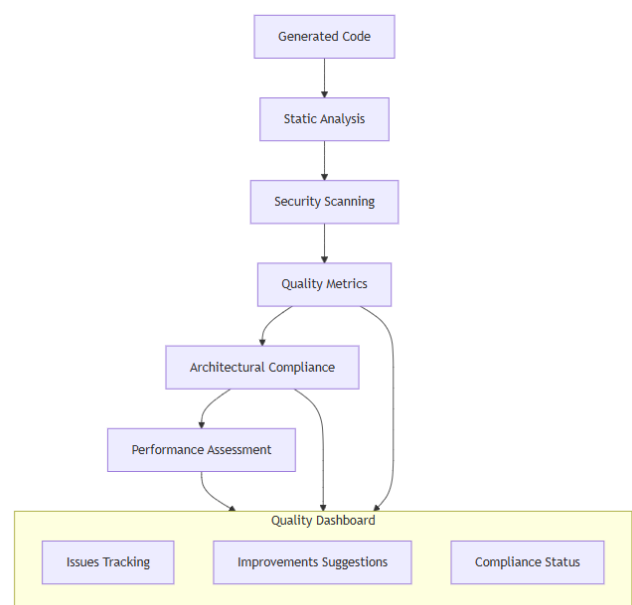 Generated Code
Static Analysis
Security Scanning
Quality Metrics
Architectural Compliance
Performance Assessment
Quality Dashboard
Issues Tracking
Improvements Suggestions
Compliance Status